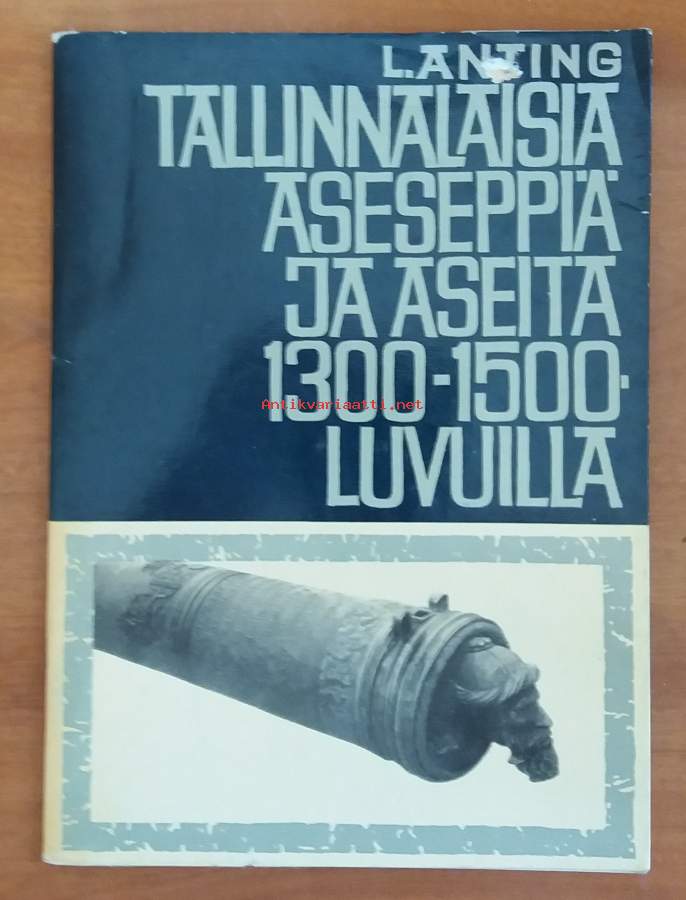 L.ANTING
TALLINNALAISIA
ASESEPPIÄ
JA ASEITA
1300-1500-
Antikvariaatti.net
LUVUILLA